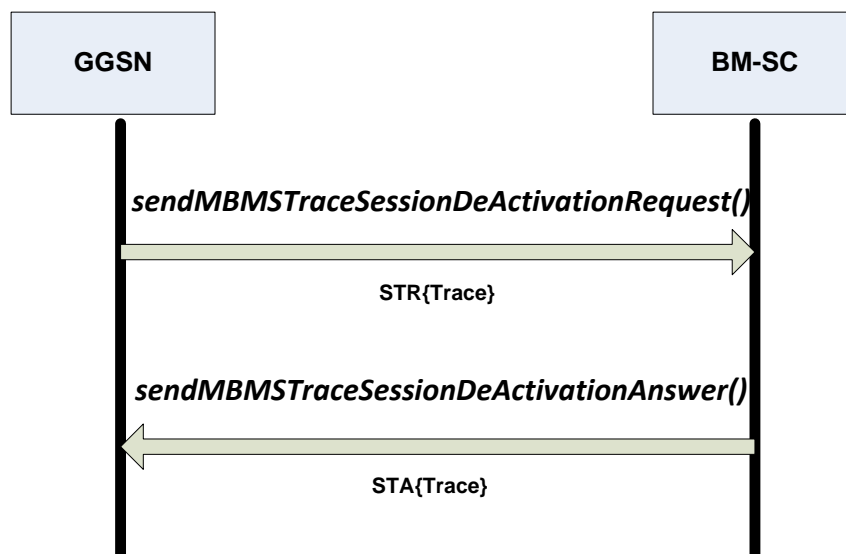 GGSN
BM-SC
sendMBMSTraceSessionDeActivationRequest()
STR{Trace}
sendMBMSTraceSessionDeActivationAnswer()
STA{Trace}